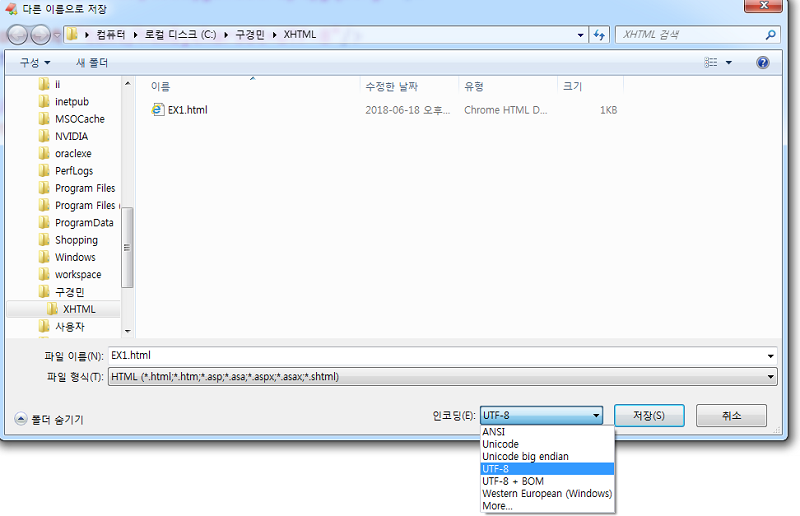 다른 이름으로 저장
컴퓨터 로컬 디스크 (C:) 구경민 XHTML
XHTML 검색
구성 새 폴더
이름 수정한 날짜 유형 크기
EX1.html 2018-06-18 오후... Chrome HTML D... 1KB
ii
inetpub
MSOCache
NVIDIA
oraclexe
PerfLogs
Program Files
Program Files (
ProgramData
Shopping
Windows
workspace
구경민
XHTML
사용자
파일 이름(N): EX1.html
파일 형식(T): HTML (*.html;*.htm;*.asp;*.asa;*.aspx;*.asax;*.shtml)
폴더 숨기기
인코딩(E): UTF-8
저장(S)
취소
ANSI
Unicode
Unicode big endian
UTF-8
UTF-8 + BOM
Western European (Windows)
More...